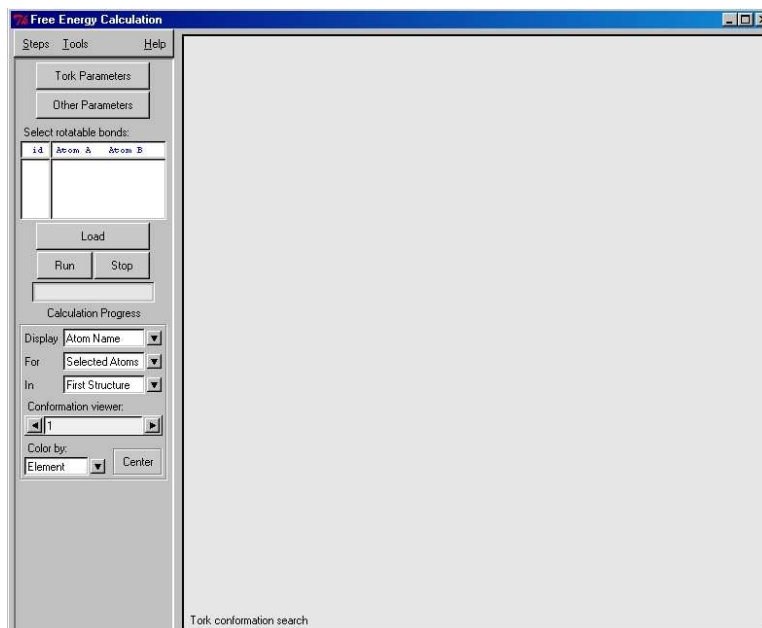 Free Energy Calculation
Steps Tools Help
Tork Parameters
Other Parameters
Select rotatable bonds:
id Atom A Atom B
Load
Run Stop
Calculation Progress
Display Atom Name
For Selected Atoms
In First Structure
Conformation viewer:
1
Color by:
Element Center
Tork conformation search